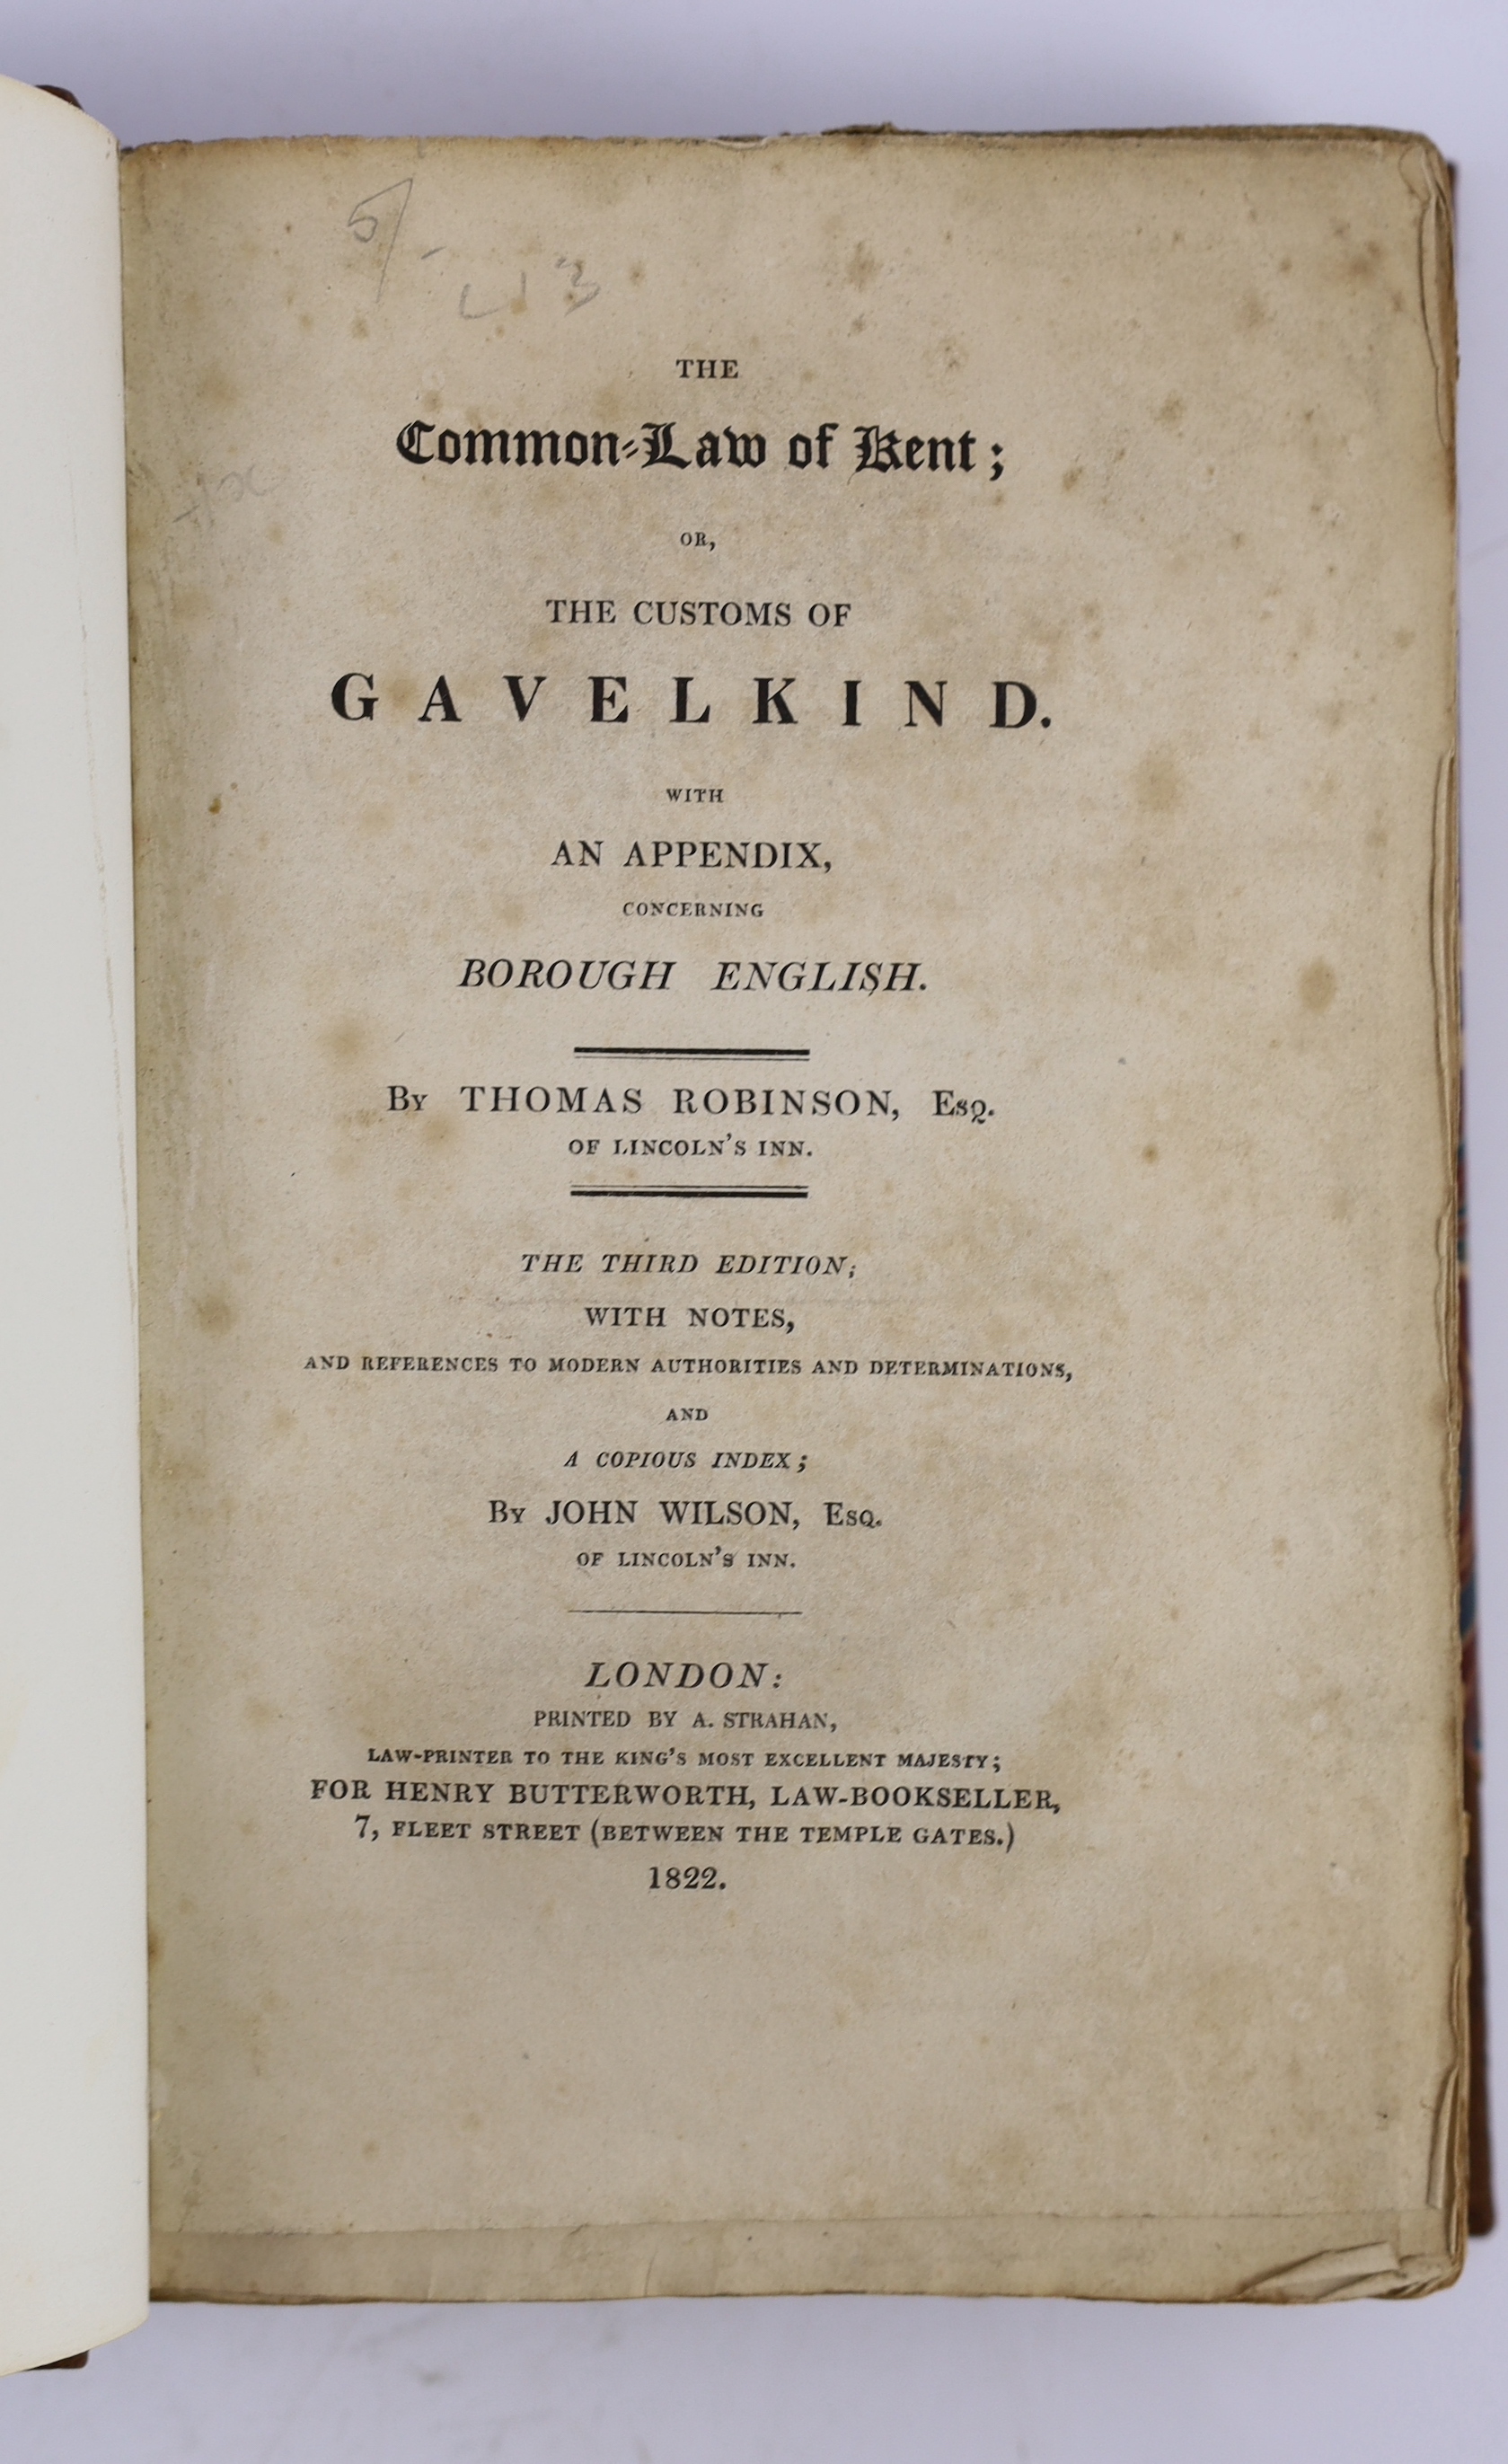 5/-
THE
Common-Law of Kent;
OR,
THE CUSTOMS OF
GAVELKIND.
WITH
AN APPENDIX,
CONCERNING
BOROUGH ENGLISH.
BY THOMAS ROBINSON, ESQ.
OF LINCOLN'S INN.
THE THIRD EDITION;
WITH NOTES,
AND REFERENCES TO MODERN AUTHORITIES AND DETERMINATIONS,
AND
A COPIOUS INDEX;
BY JOHN WILSON, ESQ.
OF LINCOLN'S INN.
LONDON:
PRINTED BY A. STRAHAN,
LAW-PRINTER TO THE KING'S MOST EXCELLENT MAJESTY;
FOR HENRY BUTTERWORTH, LAW-BOOKSELLER,
7, FLEET STREET (BETWEEN THE TEMPLE GATES.)
1822.